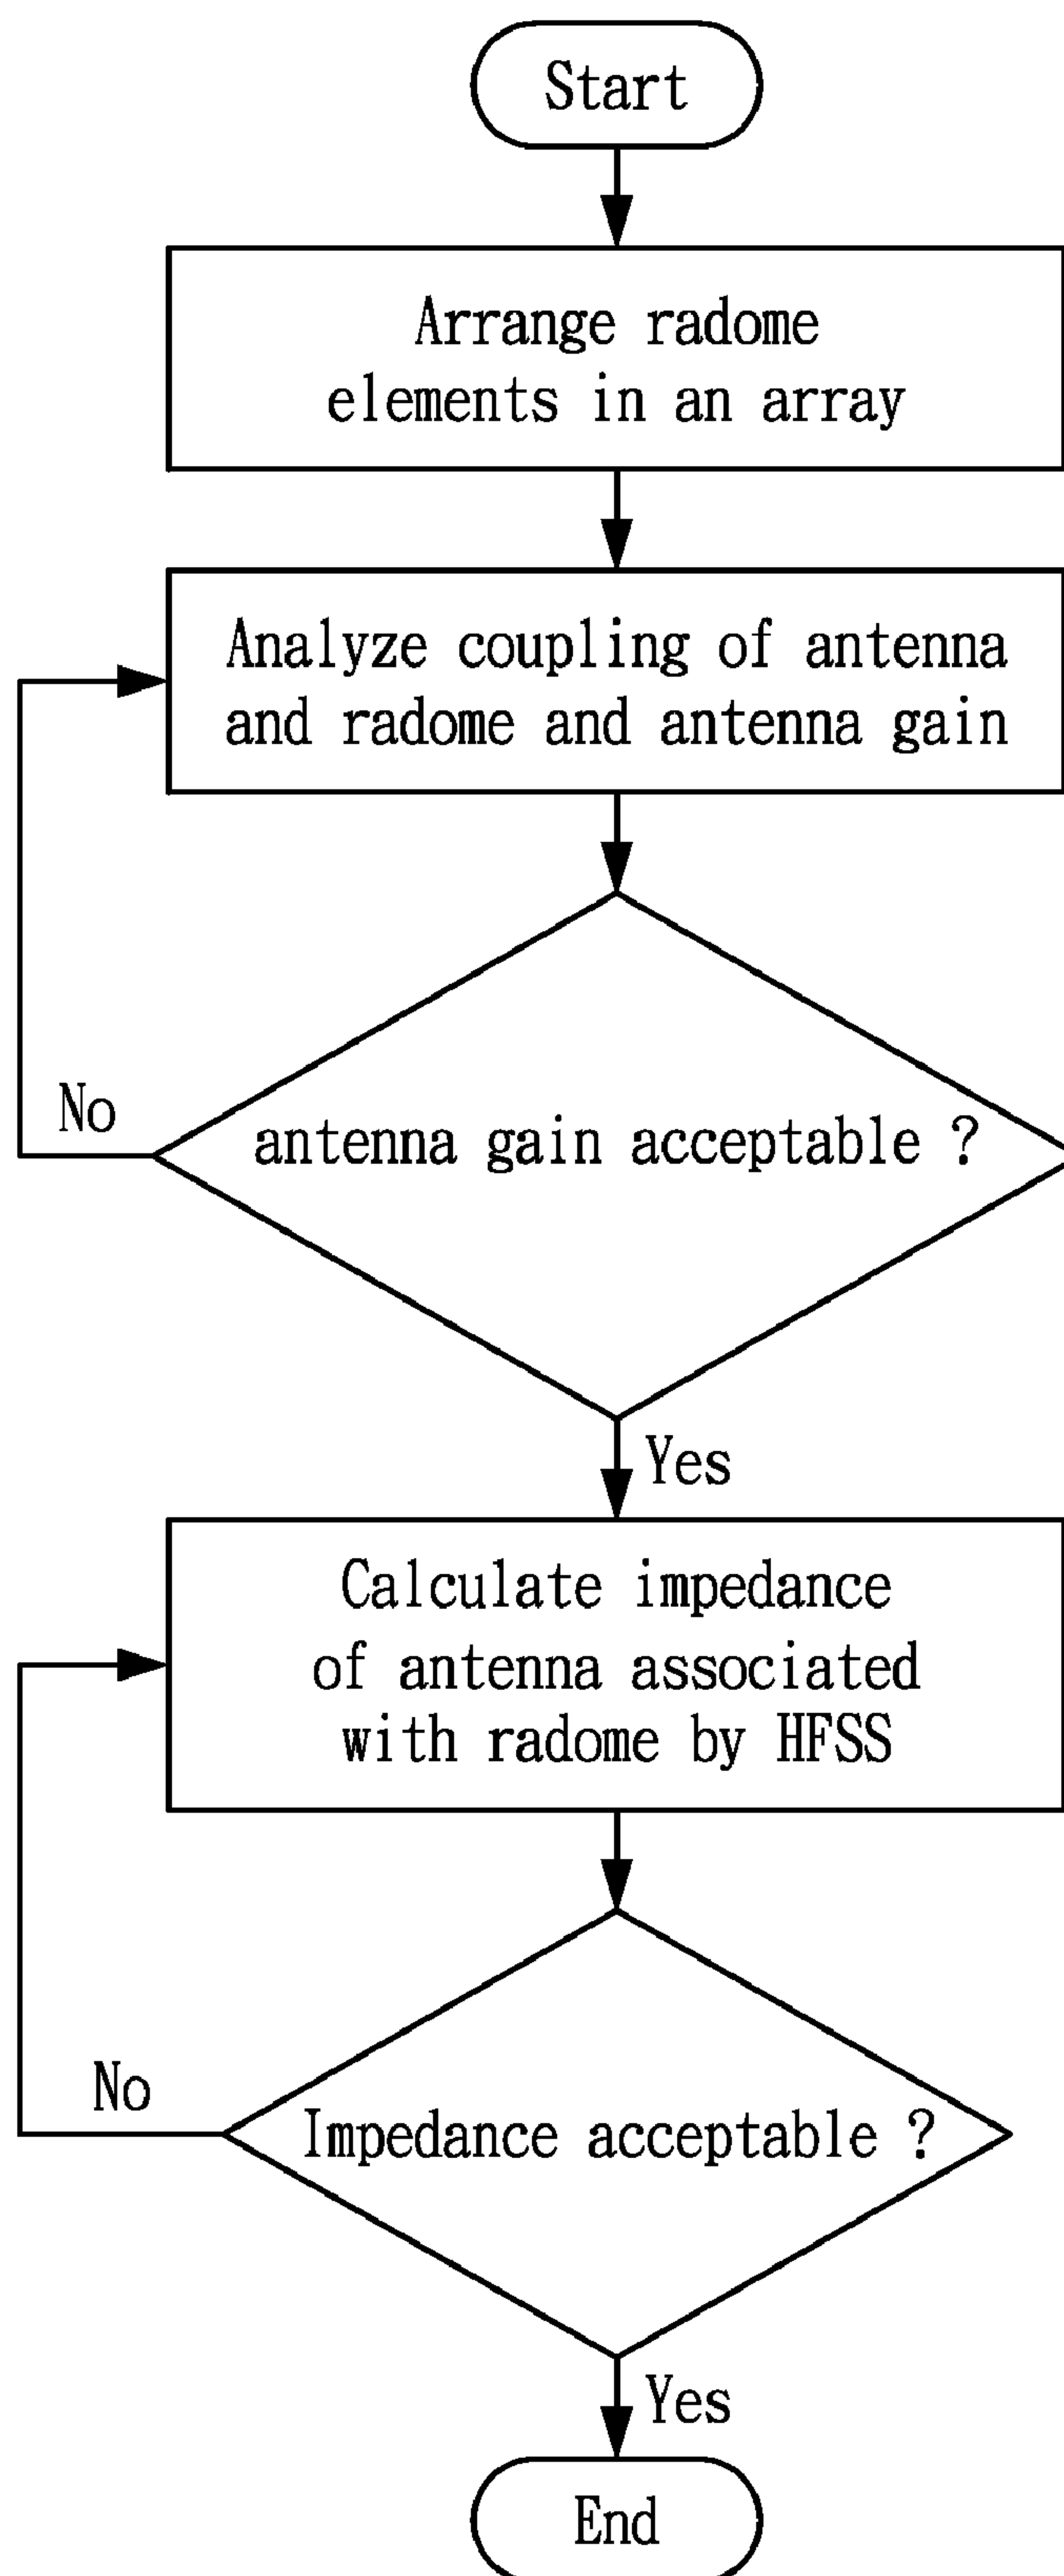 Start
Arrange radome
elements in an array
Analyze coupling of antenna
and radome and antenna gain
antenna gain acceptable ?
No
Yes
Calculate impedance
of antenna associated
with radome by HFSS
Impedance acceptable ?
No
Yes
End